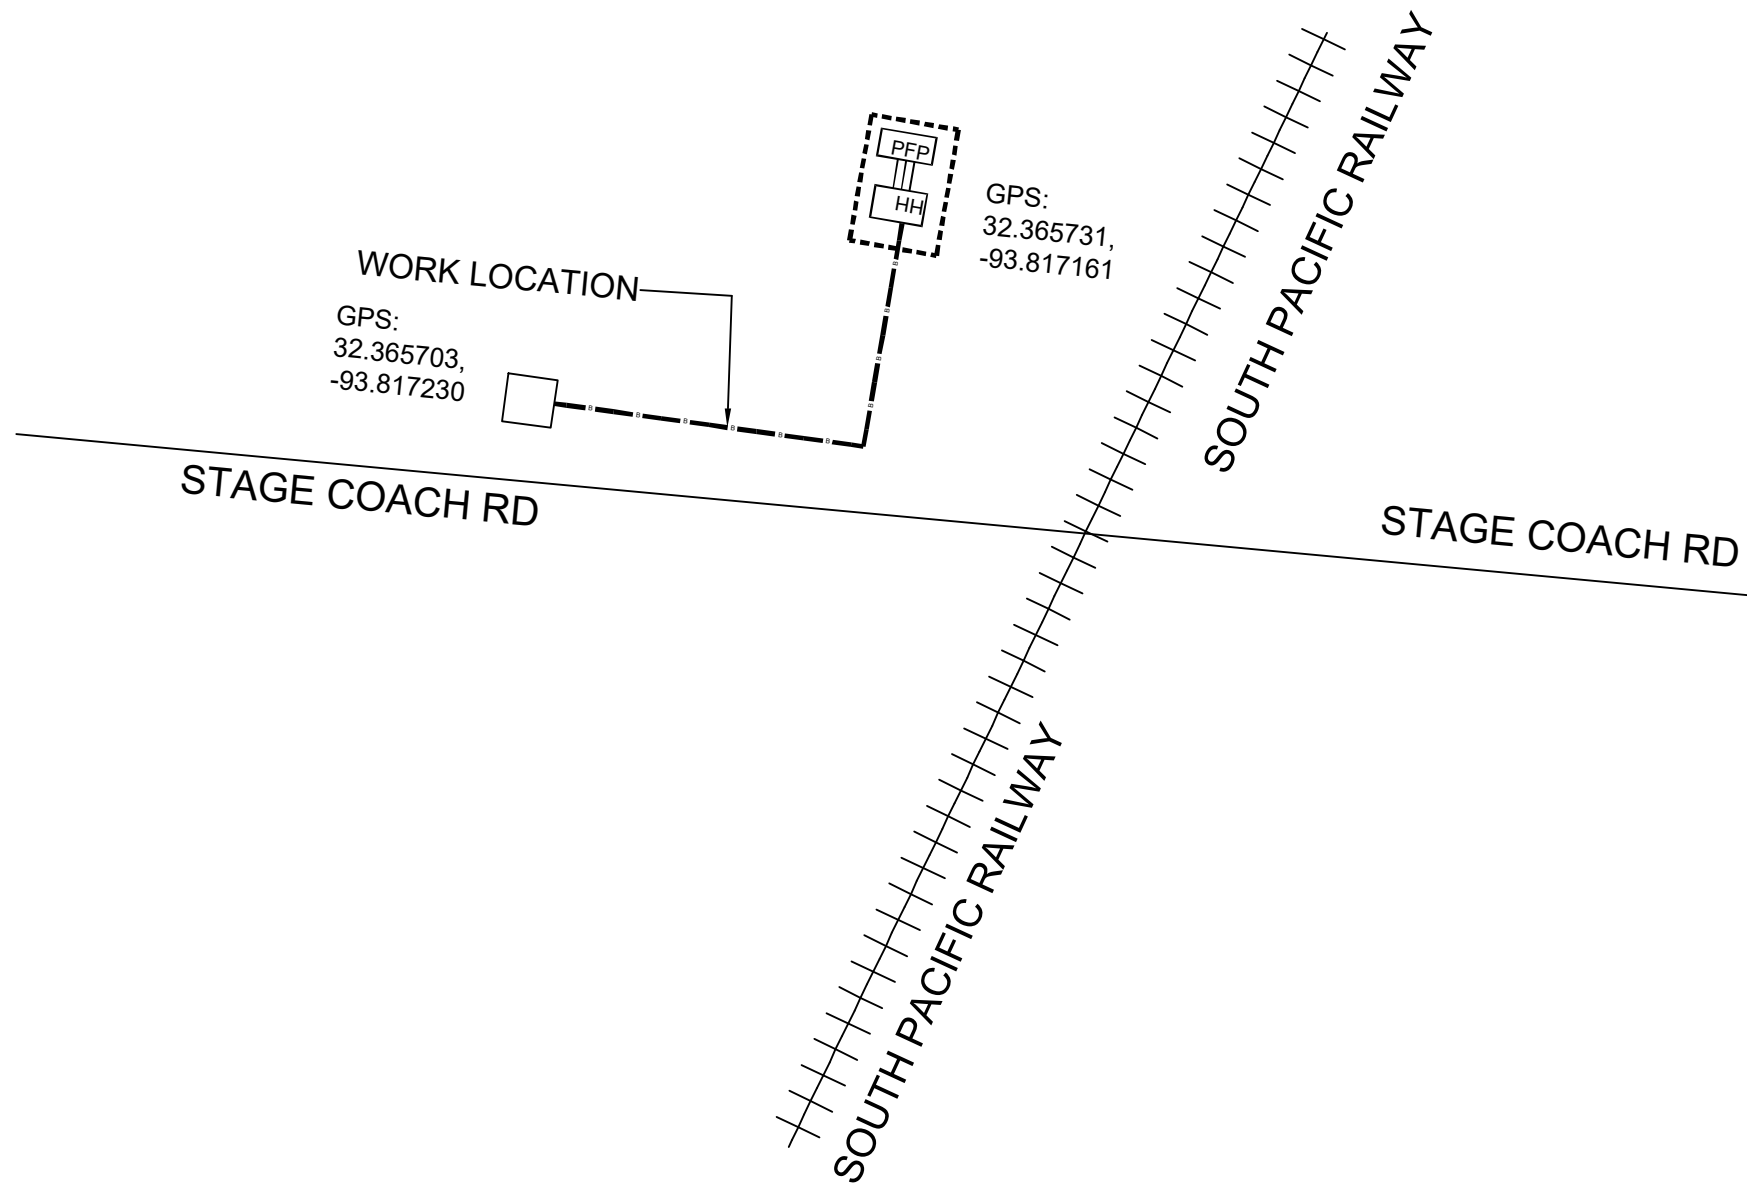 SOUTH PACIFIC RAILWAY
PFP
HH
GPS:
32.365731,
-93.817161
WORK LOCATION
GPS:
32.365703,
-93.817230
B
B
B
B
B
B
B
B
B
B
STAGE COACH RD
STAGE COACH RD
SOUTH PACIFIC RAILWAY